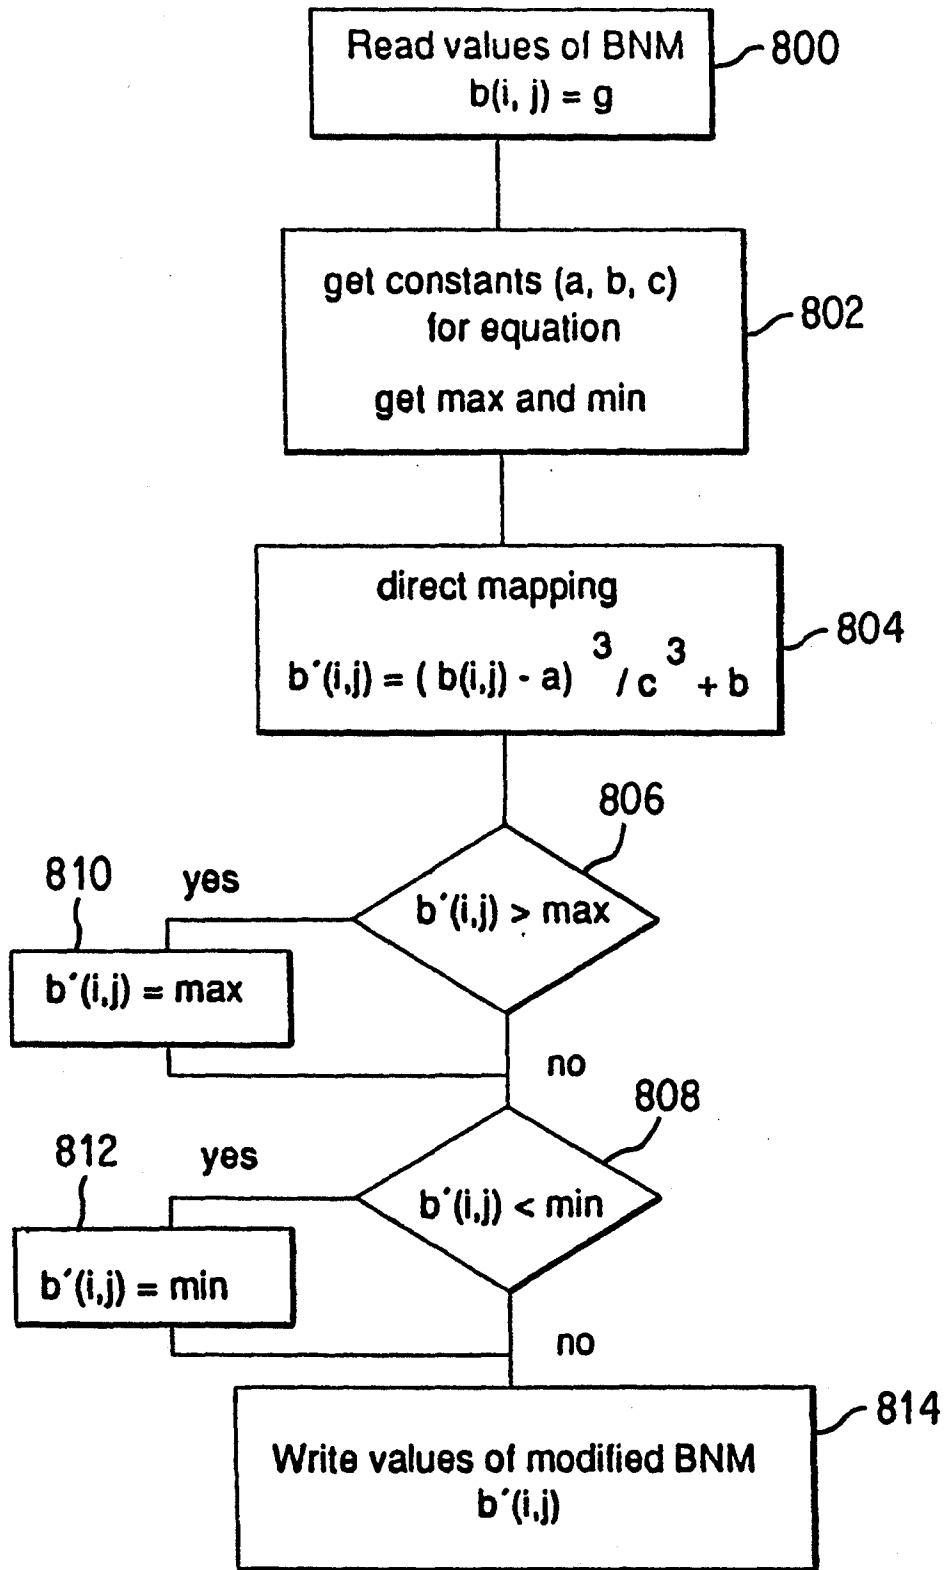 Read values of BNM
b(i, j) = g
800
get constants (a, b, c)
for equation
get max and min
802
direct mapping
b´(i,j) = ( b(i,j) - a) 3 / c 3 + b
804
806
b´(i,j) > max
yes
810
b´(i,j) = max
no
808
b´(i,j) < min
yes
812
b´(i,j) = min
no
814
Write values of modified BNM
b´(i,j)